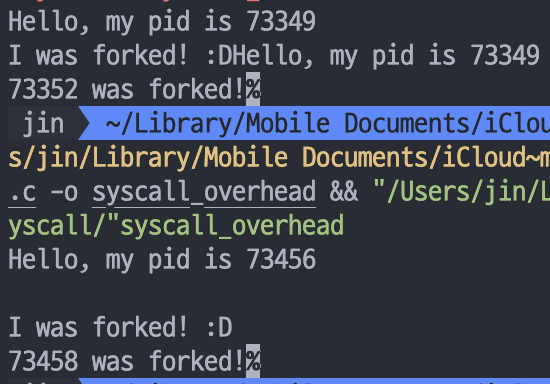 Hello, my pid is 73349
I was forked! :DHello, my pid is 73349
73352 was forked!%
jin ~/Library/Mobile Documents/iClou
s/jin/Library/Mobile Documents/iCloud~m
.c -o syscall_overhead && "/Users/jin/L
yscall/"syscall_overhead
Hello, my pid is 73456
I was forked! :D
73458 was forked!%